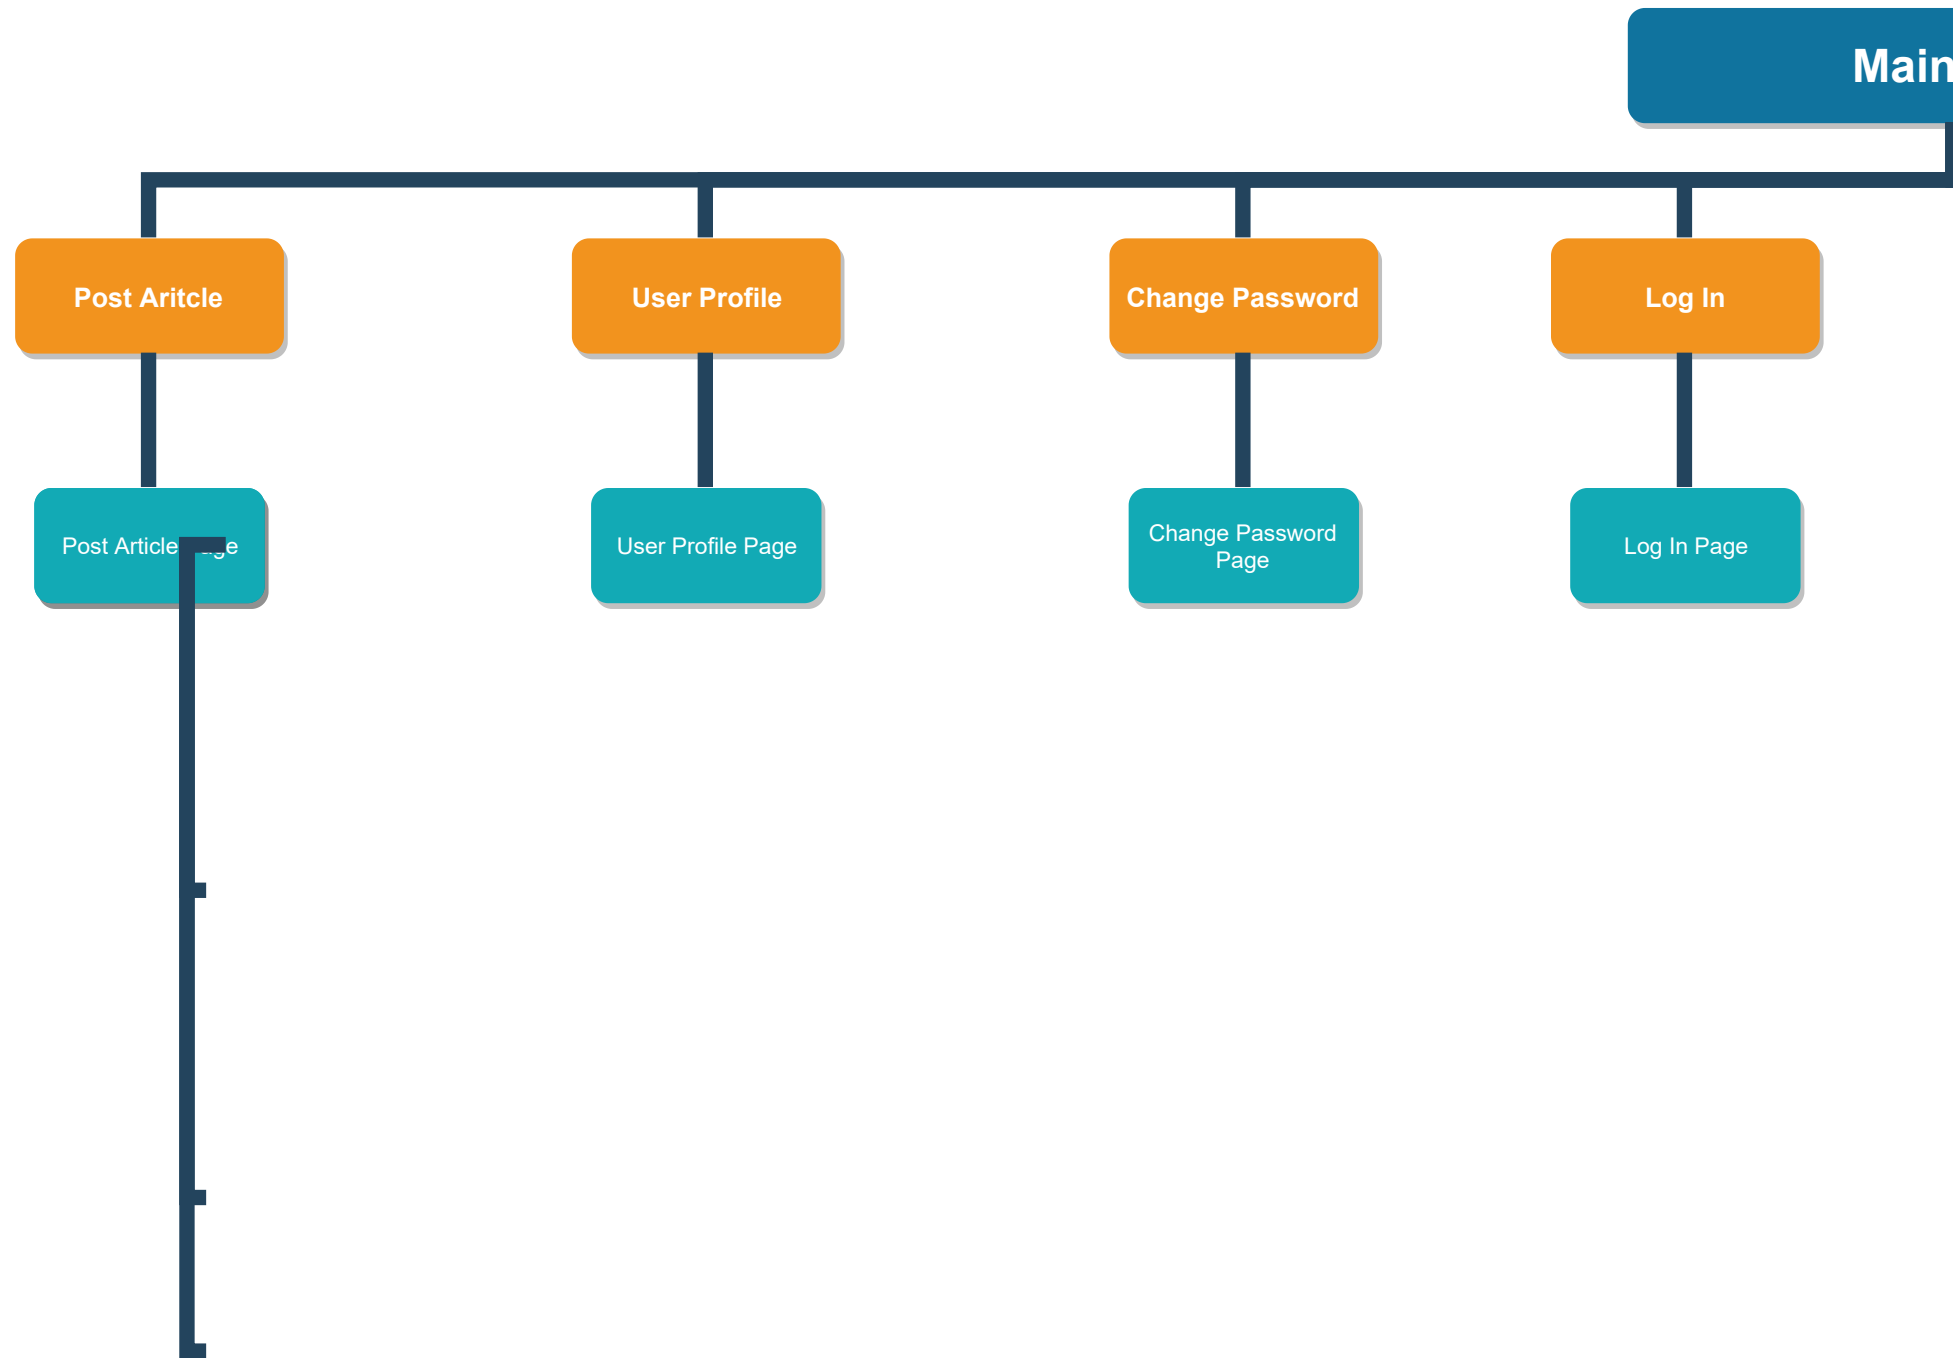 Main
Post Aritcle
User Profile
Change Password
Log In
Post Article Page
User Profile Page
Change Password
Page
Log In Page